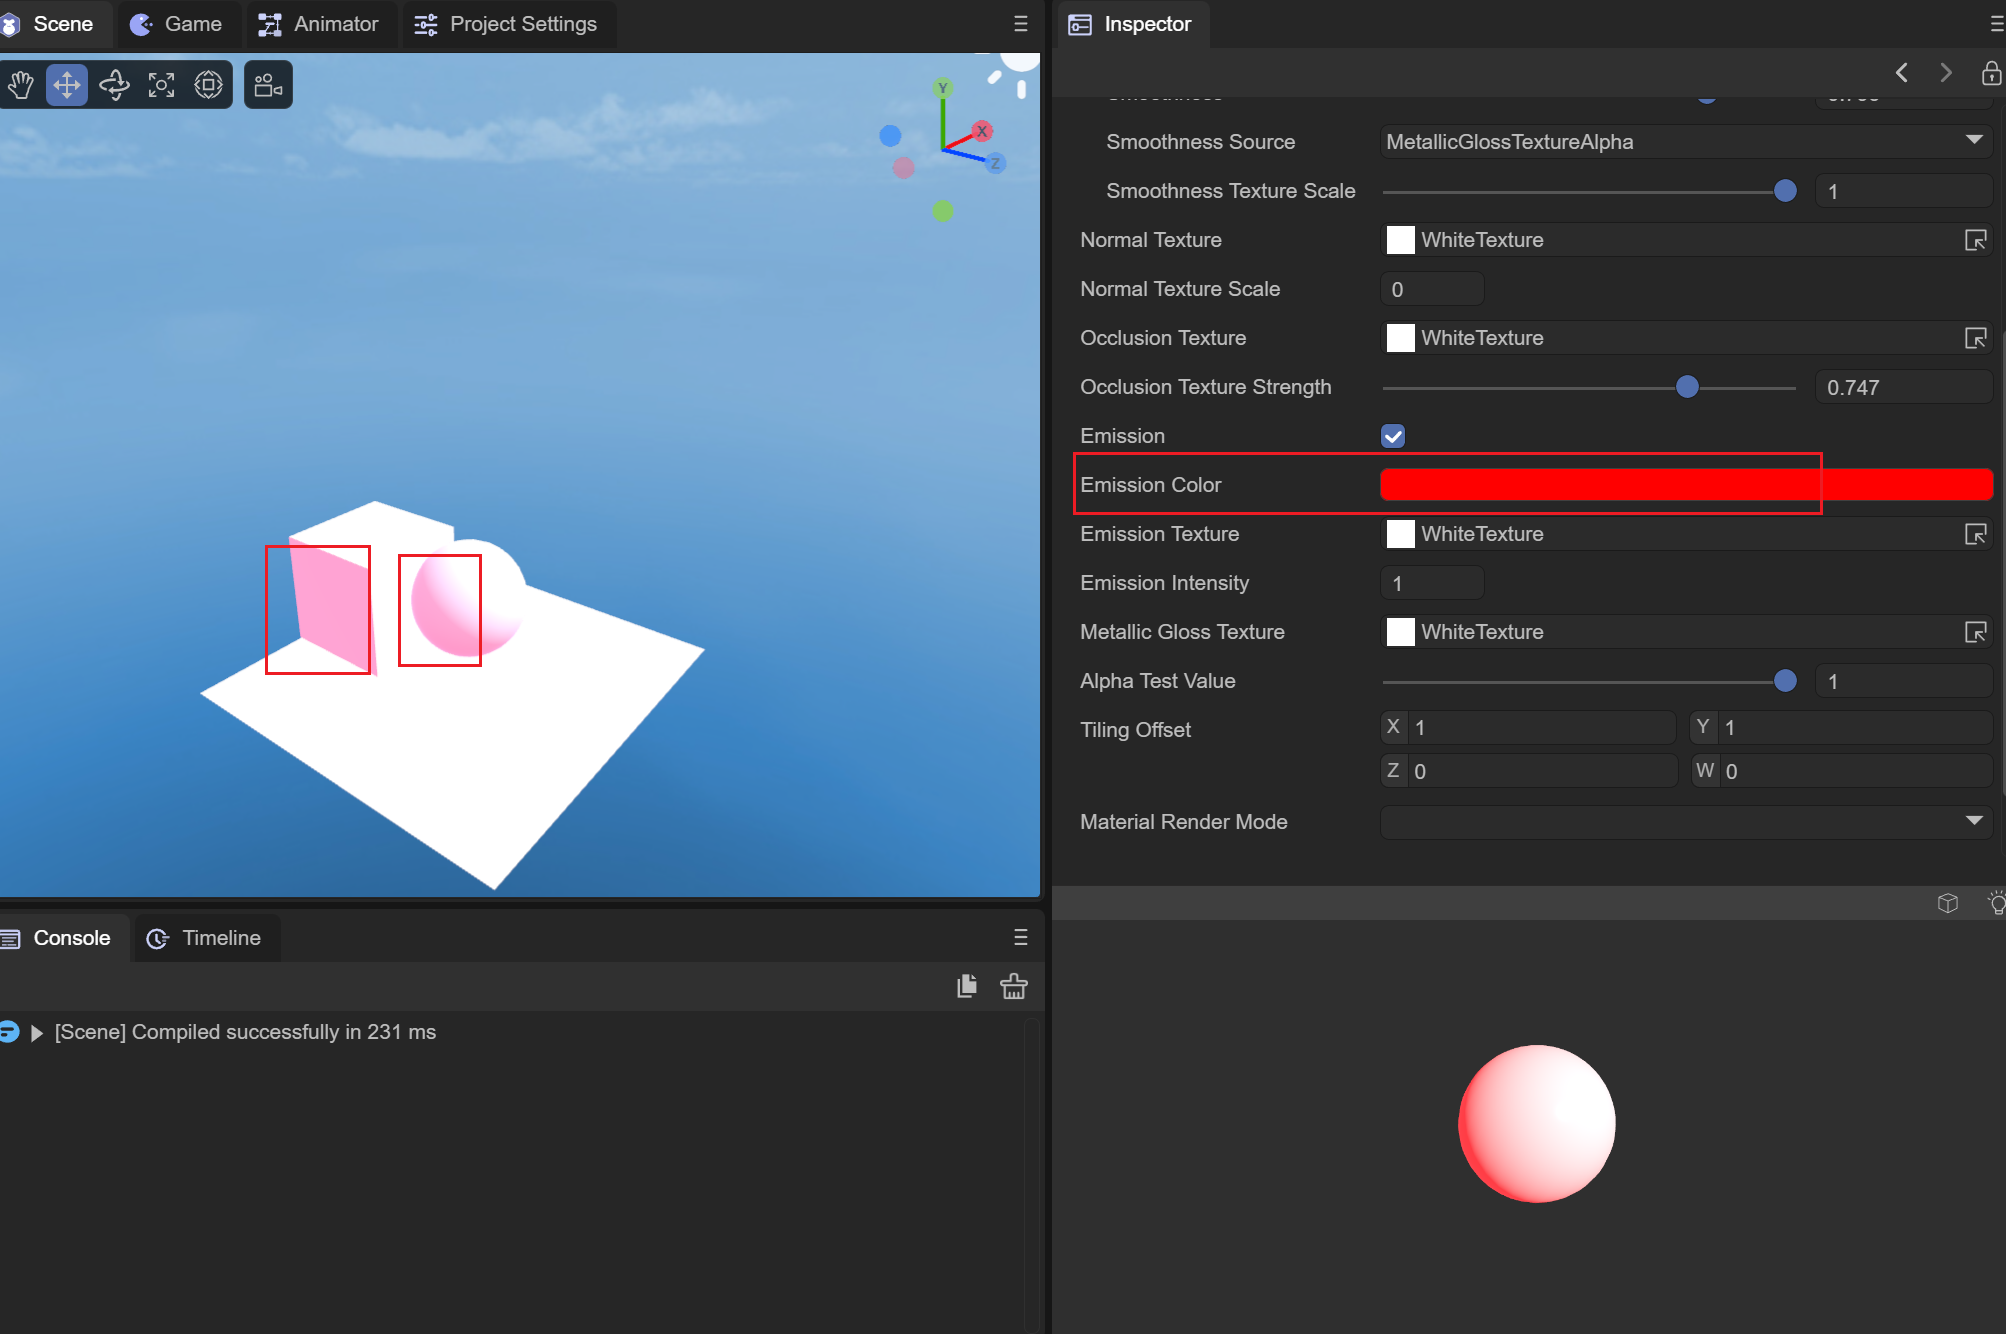 Scene
Game
Animator
Project Settings
Inspector
Y
X
Z
Smoothness Source
MetallicGlossTextureAlpha
Smoothness Texture Scale
1
Normal Texture
WhiteTexture
Normal Texture Scale
0
Occlusion Texture
WhiteTexture
Occlusion Texture Strength
0.747
Emission
Emission Color
Emission Texture
WhiteTexture
Emission Intensity
1
Metallic Gloss Texture
WhiteTexture
Alpha Test Value
1
Tiling Offset
X 1
Y 1
Z 0
W 0
Material Render Mode
Console
Timeline
[Scene] Compiled successfully in 231 ms